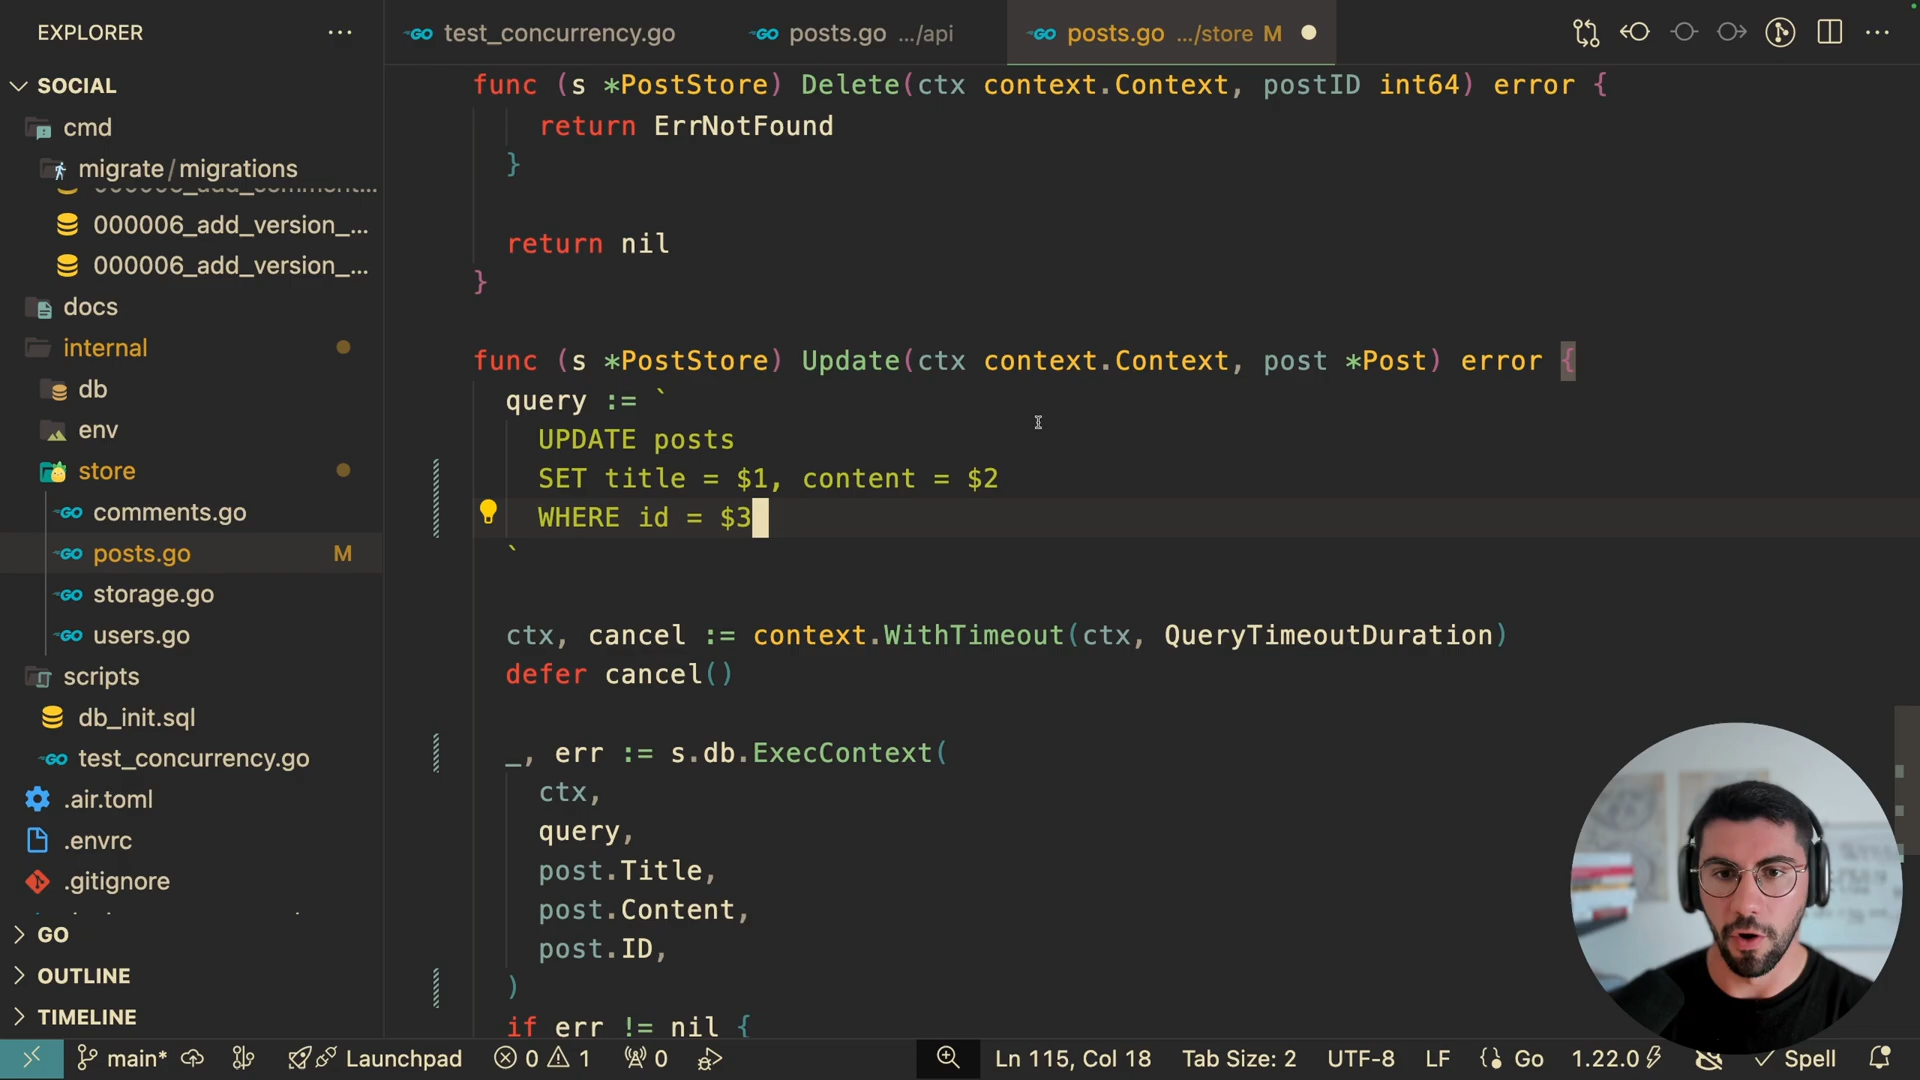 EXPLORER
SOCIAL
cmd
migrate/migrations
000006_add_version_...
000006_add_version_...
docs
internal
db
env
store
comments.go
posts.go M
storage.go
users.go
scripts
db_init.sql
test_concurrency.go
.air.toml
.envrc
.gitignore
GO
OUTLINE
TIMELINE
test_concurrency.go posts.go .../api posts.go .../store M
func (s *PostStore) Delete(ctx context.Context, postID int64) error {
return ErrNotFound
}
return nil
}
func (s *PostStore) Update(ctx context.Context, post *Post) error {
query := `
UPDATE posts
SET title = $1, content = $2
WHERE id = $3
`
ctx, cancel := context.WithTimeout(ctx, QueryTimeoutDuration)
defer cancel()
_, err := s.db.ExecContext(
ctx,
query,
post.Title,
post.Content,
post.ID,
)
if err != nil {
main* Launchpad 0 1 0 Ln 115, Col 18 Tab Size: 2 UTF-8 LF Go 1.22.0 Spell